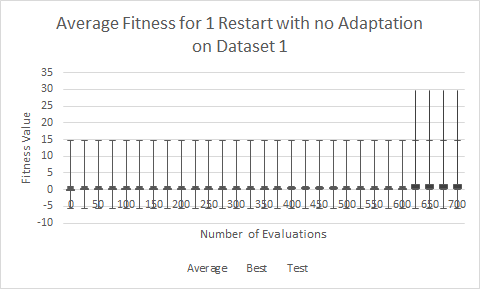 Average Fitness for 1 Restart with no Adaptation
on Dataset 1
35
30
25
20
15
10
5
0
-5
-10
Fitness Value
0 50 100 150 200 250 300 350 400 450 500 550 600 650 700
Number of Evaluations
Average Best Test